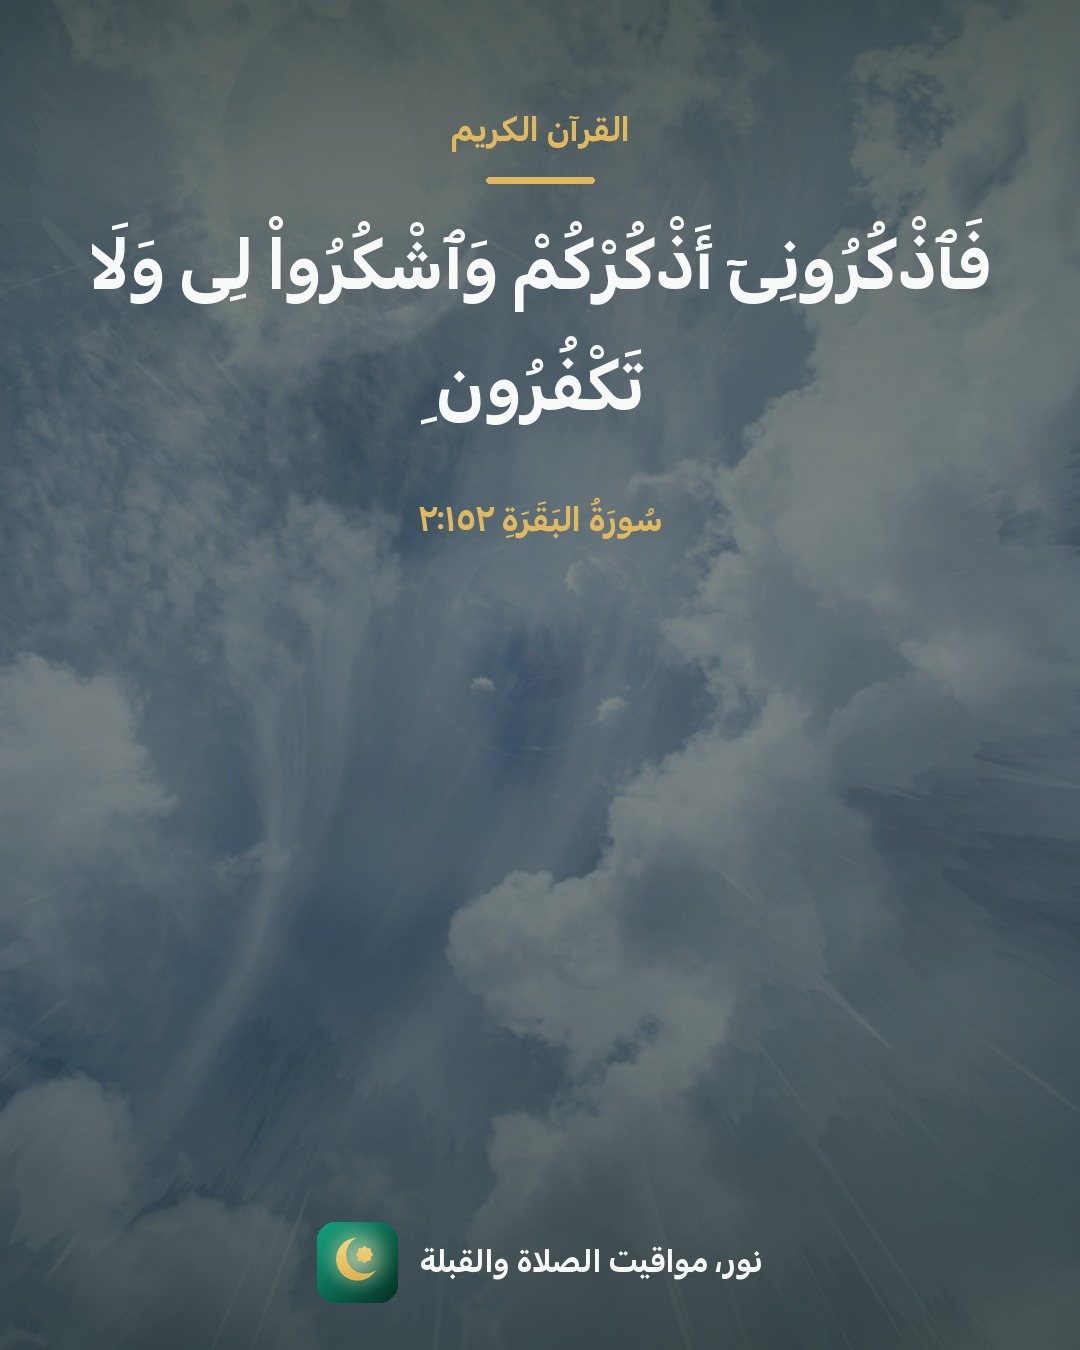 القرآن الكريم
فَٱذْكُرُونِىٓ أَذْكُرْكُمْ وَٱشْكُرُوا۟ لِى وَلَا
تَكْفُرُونِ
سُورَةُ البَقَرَةِ ٢:١٥٢
نور، مواقيت الصلاة والقبلة